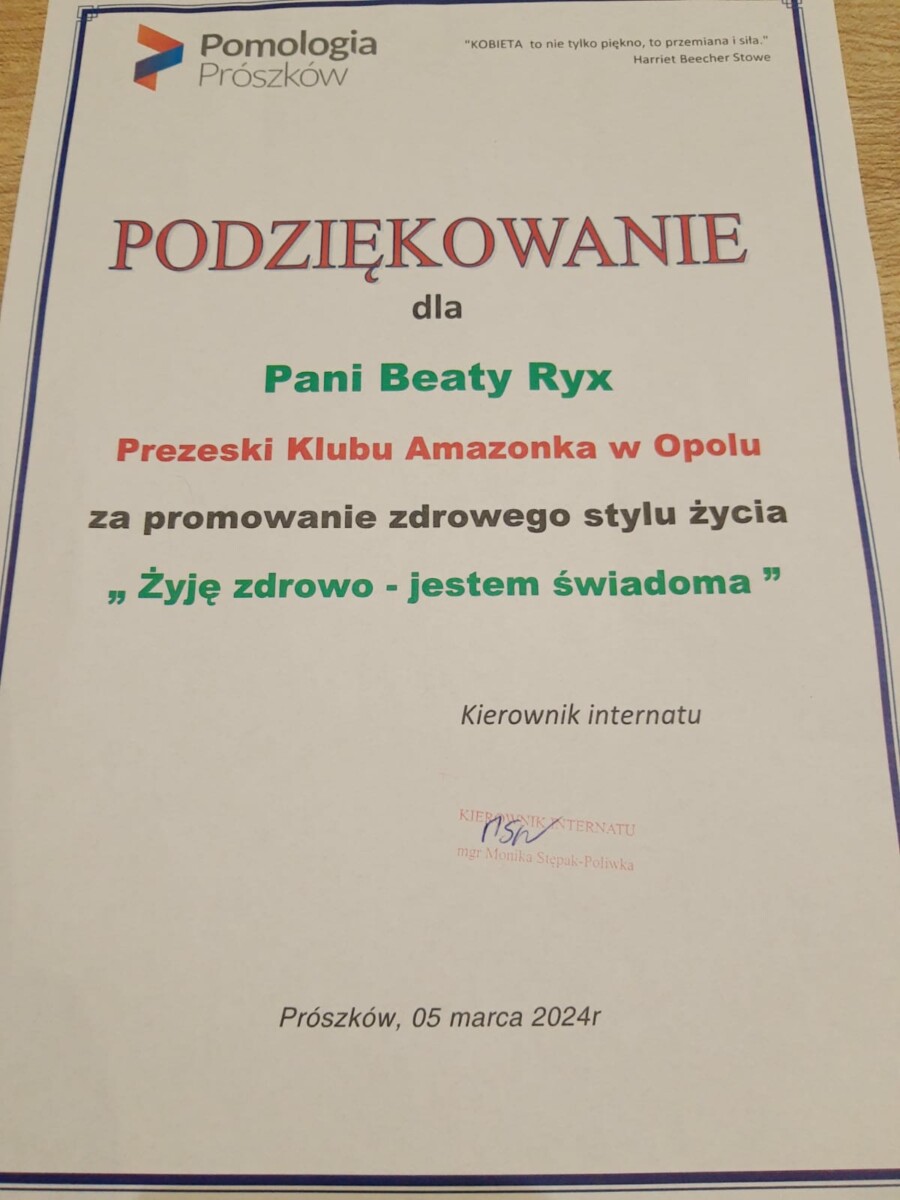 Pomologia
Prószków
"KOBIETA to nie tylko piękno, to przemiana i siła."
Harriet Beecher Stowe
PODZIĘKOWANIE
dla
Pani Beaty Ryx
Prezeski Klubu Amazonka w Opolu
za promowanie zdrowego stylu życia
„ Żyję zdrowo - jestem świadoma ”
Kierownik internatu
KIEROWNIK INTERNATU
mgr Monika Stępak-Poliwka
Prószków, 05 marca 2024r